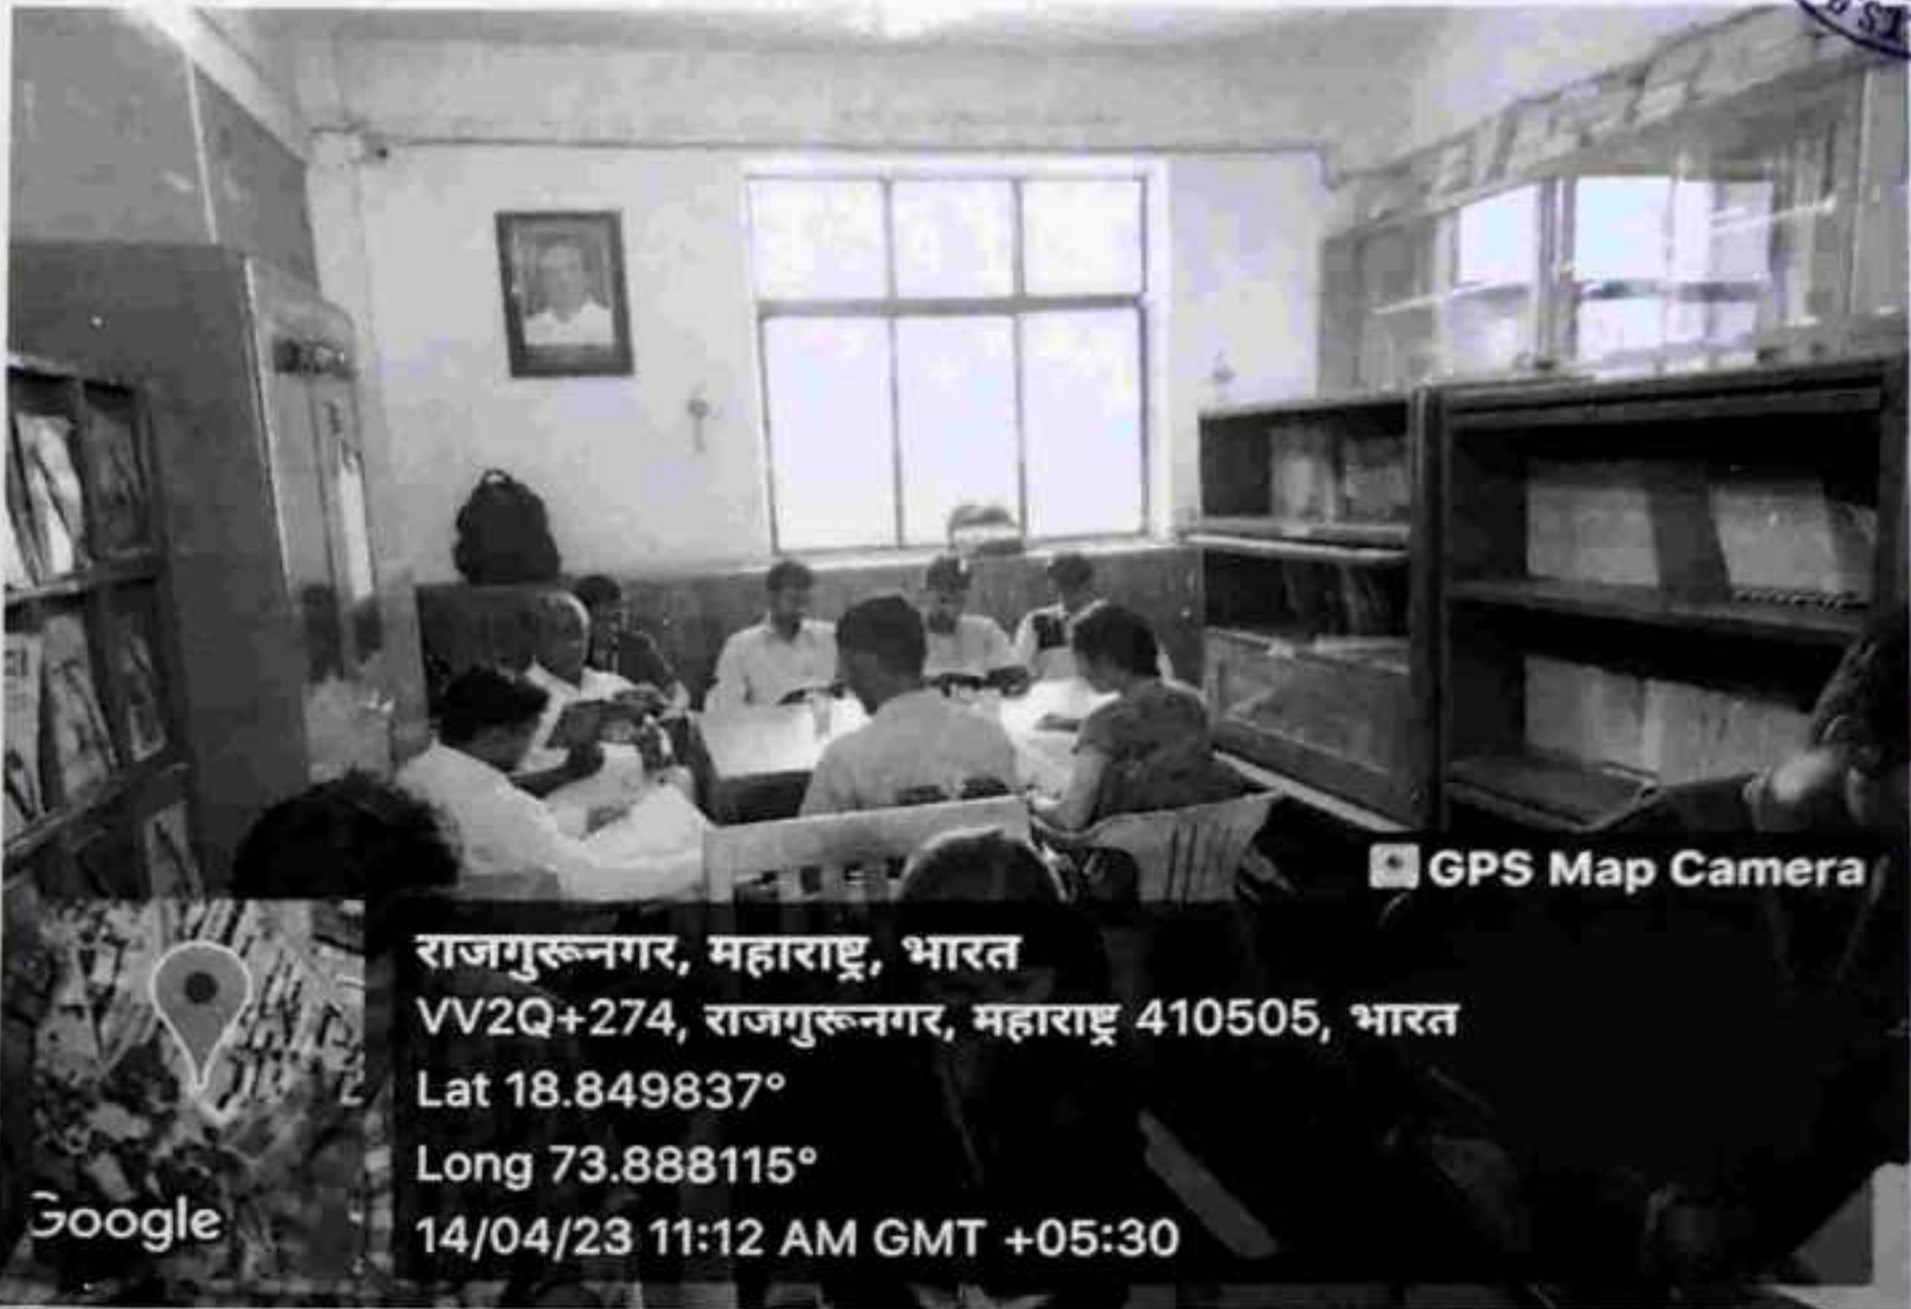 GPS Map Camera
राजगुरूनगर, महाराष्ट्र, भारत
VV2Q+274, राजगुरूनगर, महाराष्ट्र 410505, भारत
Lat 18.849837°
Long 73.888115°
14/04/23 11:12 AM GMT +05:30
Google